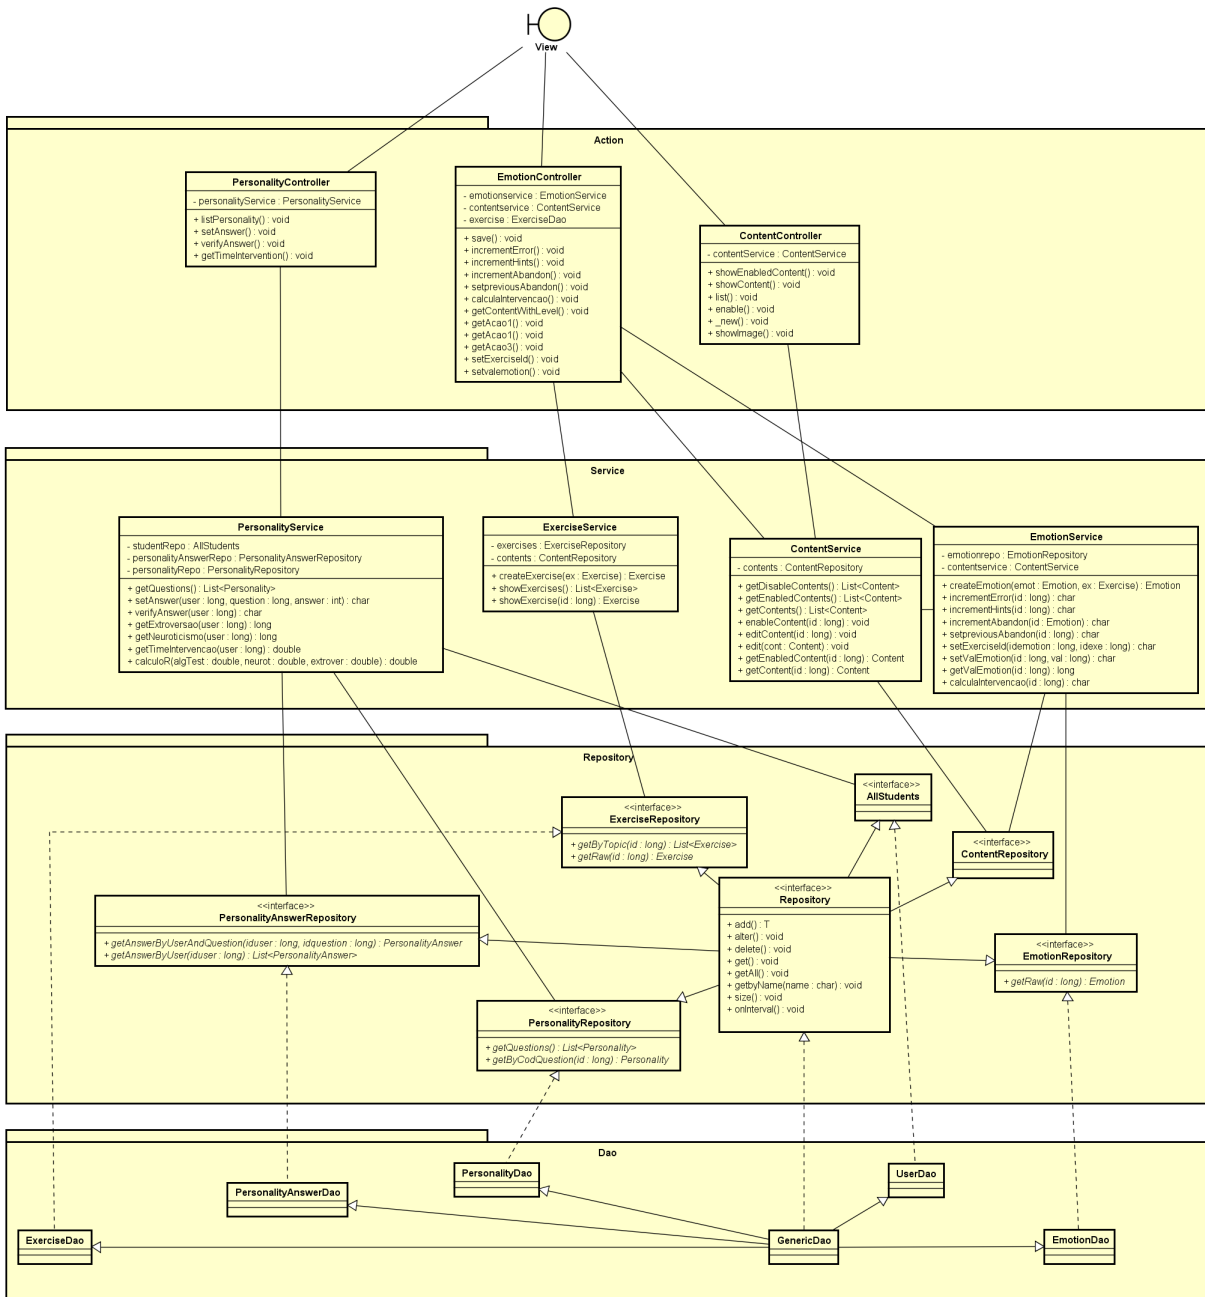 View
Action
PersonalityController
- personalityService : PersonalityService
+ listPersonality() : void
+ setAnswer() : void
+ verifyAnswer() : void
+ getTimeIntervention() : void
EmotionController
- emotionservice : EmotionService
- contentservice : ContentService
- exercise : ExerciseDao
+ save() : void
+ incrementError() : void
+ incrementHints() : void
+ incrementAbandon() : void
+ setpreviousAbandon() : void
+ calculaIntervencao() : void
+ getContentWithLevel() : void
+ getAcao1() : void
+ getAcao1() : void
+ getAcao3() : void
+ setExerciseId() : void
+ setvalemotion() : void
ContentController
- contentService : ContentService
+ showEnabledContent() : void
+ showContent() : void
+ list() : void
+ enable() : void
+ _new() : void
+ showImage() : void
Service
PersonalityService
- studentRepo : AllStudents
- personalityAnswerRepo : PersonalityAnswerRepository
- personalityRepo : PersonalityRepository
+ getQuestions() : List<Personality>
+ setAnswer(user : long, question : long, answer : int) : char
+ verifyAnswer(user : long) : char
+ getExtroversao(user : long) : long
+ getNeuroticismo(user : long) : long
+ getTimeIntervencao(user : long) : double
+ calculoR(algTest : double, neurot : double, extrover : double) : double
ExerciseService
- exercises : ExerciseRepository
- contents : ContentRepository
+ createExercise(ex : Exercise) : Exercise
+ showExercises() : List<Exercise>
+ showExercise(id : long) : Exercise
ContentService
- contents : ContentRepository
+ getDisableContents() : List<Content>
+ getEnabledContents() : List<Content>
+ getContents() : List<Content>
+ enableContent(id : long) : void
+ editContent(id : long) : void
+ edit(cont : Content) : void
+ getEnabledContent(id : long) : Content
+ getContent(id : long) : Content
EmotionService
- emotionrepo : EmotionRepository
- contentservice : ContentService
+ createEmotion(emot : Emotion, ex : Exercise) : Emotion
+ incrementError(id : long) : char
+ incrementHints(id : long) : char
+ incrementAbandon(id : Emotion) : char
+ setpreviousAbandon(id : long) : char
+ setExerciseId(idemotion : long, idexe : long) : char
+ setValEmotion(id : long, val : long) : char
+ getValEmotion(id : long) : long
+ calculaIntervencao(id : long) : char
Repository
<<interface>>
AllStudents
<<interface>>
ExerciseRepository
+ getByTopic(id : long) : List<Exercise>
+ getRaw(id : long) : Exercise
<<interface>>
ContentRepository
<<interface>>
Repository
+ add() : T
+ alter() : void
+ delete() : void
+ get() : void
+ getAll() : void
+ getbyName(name : char) : void
+ size() : void
+ onInterval() : void
<<interface>>
PersonalityAnswerRepository
+ getAnswerByUserAndQuestion(iduser : long, idquestion : long) : PersonalityAnswer
+ getAnswerByUser(iduser : long) : List<PersonalityAnswer>
<<interface>>
EmotionRepository
+ getRaw(id : long) : Emotion
<<interface>>
PersonalityRepository
+ getQuestions() : List<Personality>
+ getByCodQuestion(id : long) : Personality
Dao
PersonalityDao
UserDao
PersonalityAnswerDao
ExerciseDao
GenericDao
EmotionDao